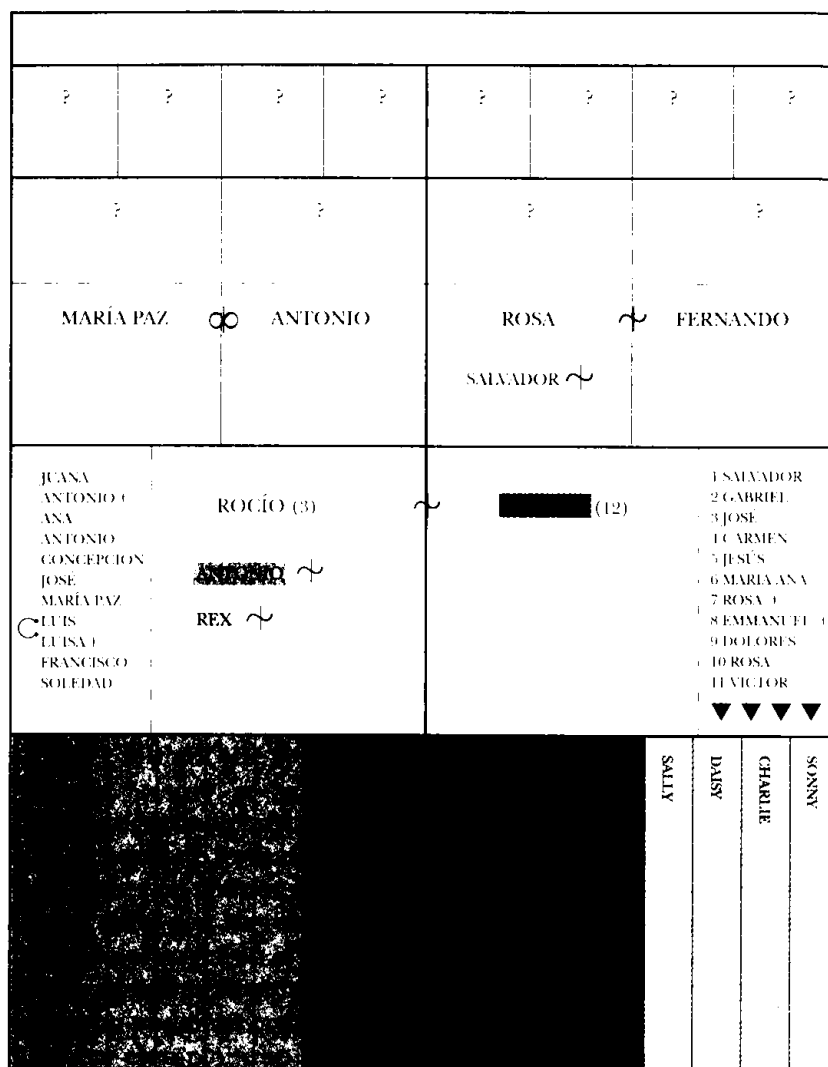 ? ? ? ? ? ? ? ?
? ? ? ?
MARÍA PAZ ∞ ANTONIO ROSA ~ FERNANDO
SALVADOR ~
JUANA
ANTONIO †
ANA
ANTONIO
CONCEPCION
JOSÉ
MARÍA PAZ
LUIS
LUISA †
FRANCISCO
SOLEDAD
ROCÍO (3) ~ (12)
ANTONIO ~
REX ~
1 SALVADOR
2 GABRIEL
3 JOSÉ
4 CARMEN
5 JESÚS
6 MARIA ANA
7 ROSA †
8 EMMANUEL †
9 DOLORES
10 ROSA
11 VICTOR
SALLY
DAISY
CHARLIE
SONNY